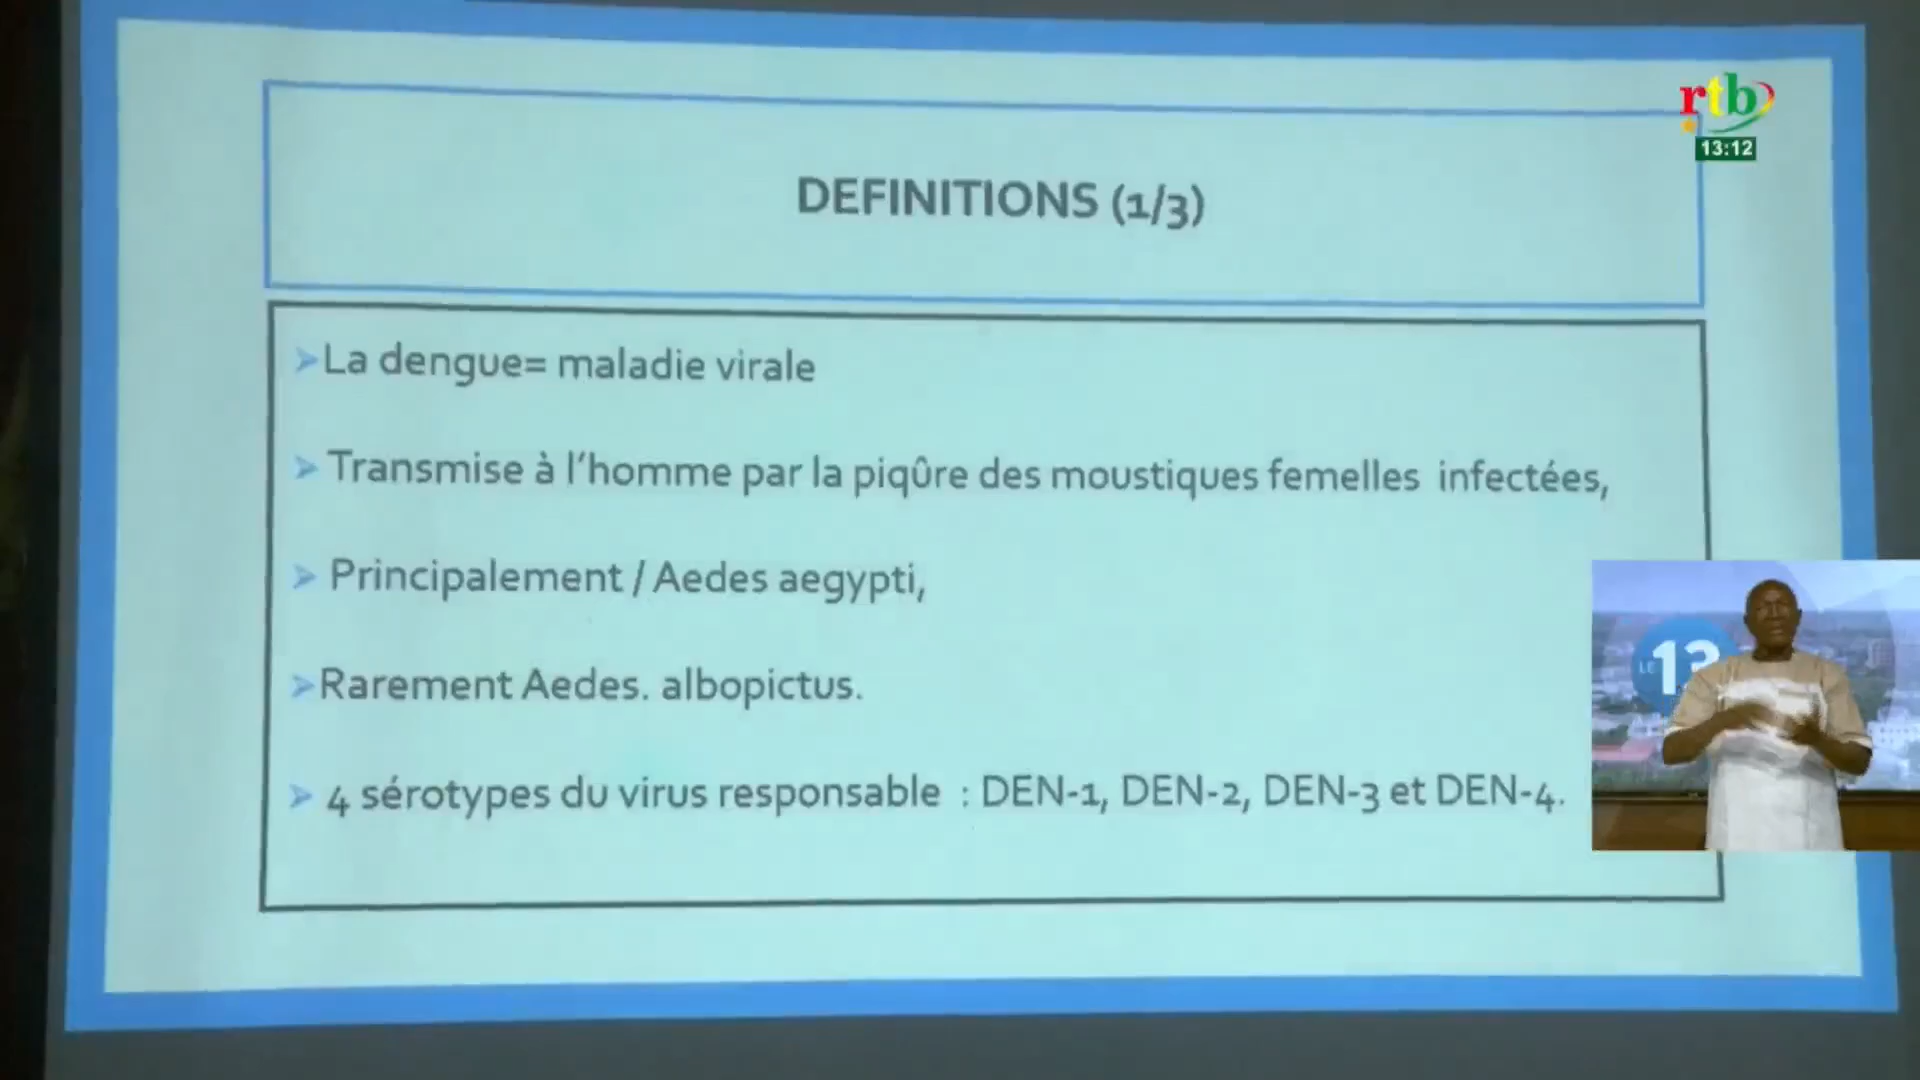 rtb
13:12
DEFINITIONS (1/3)
➢La dengue= maladie virale
➢ Transmise à l'homme par la piqûre des moustiques femelles infectées,
➢ Principalement / Aedes aegypti,
➢Rarement Aedes. albopictus.
➢ 4 sérotypes du virus responsable : DEN-1, DEN-2, DEN-3 et DEN-4.
LE 13